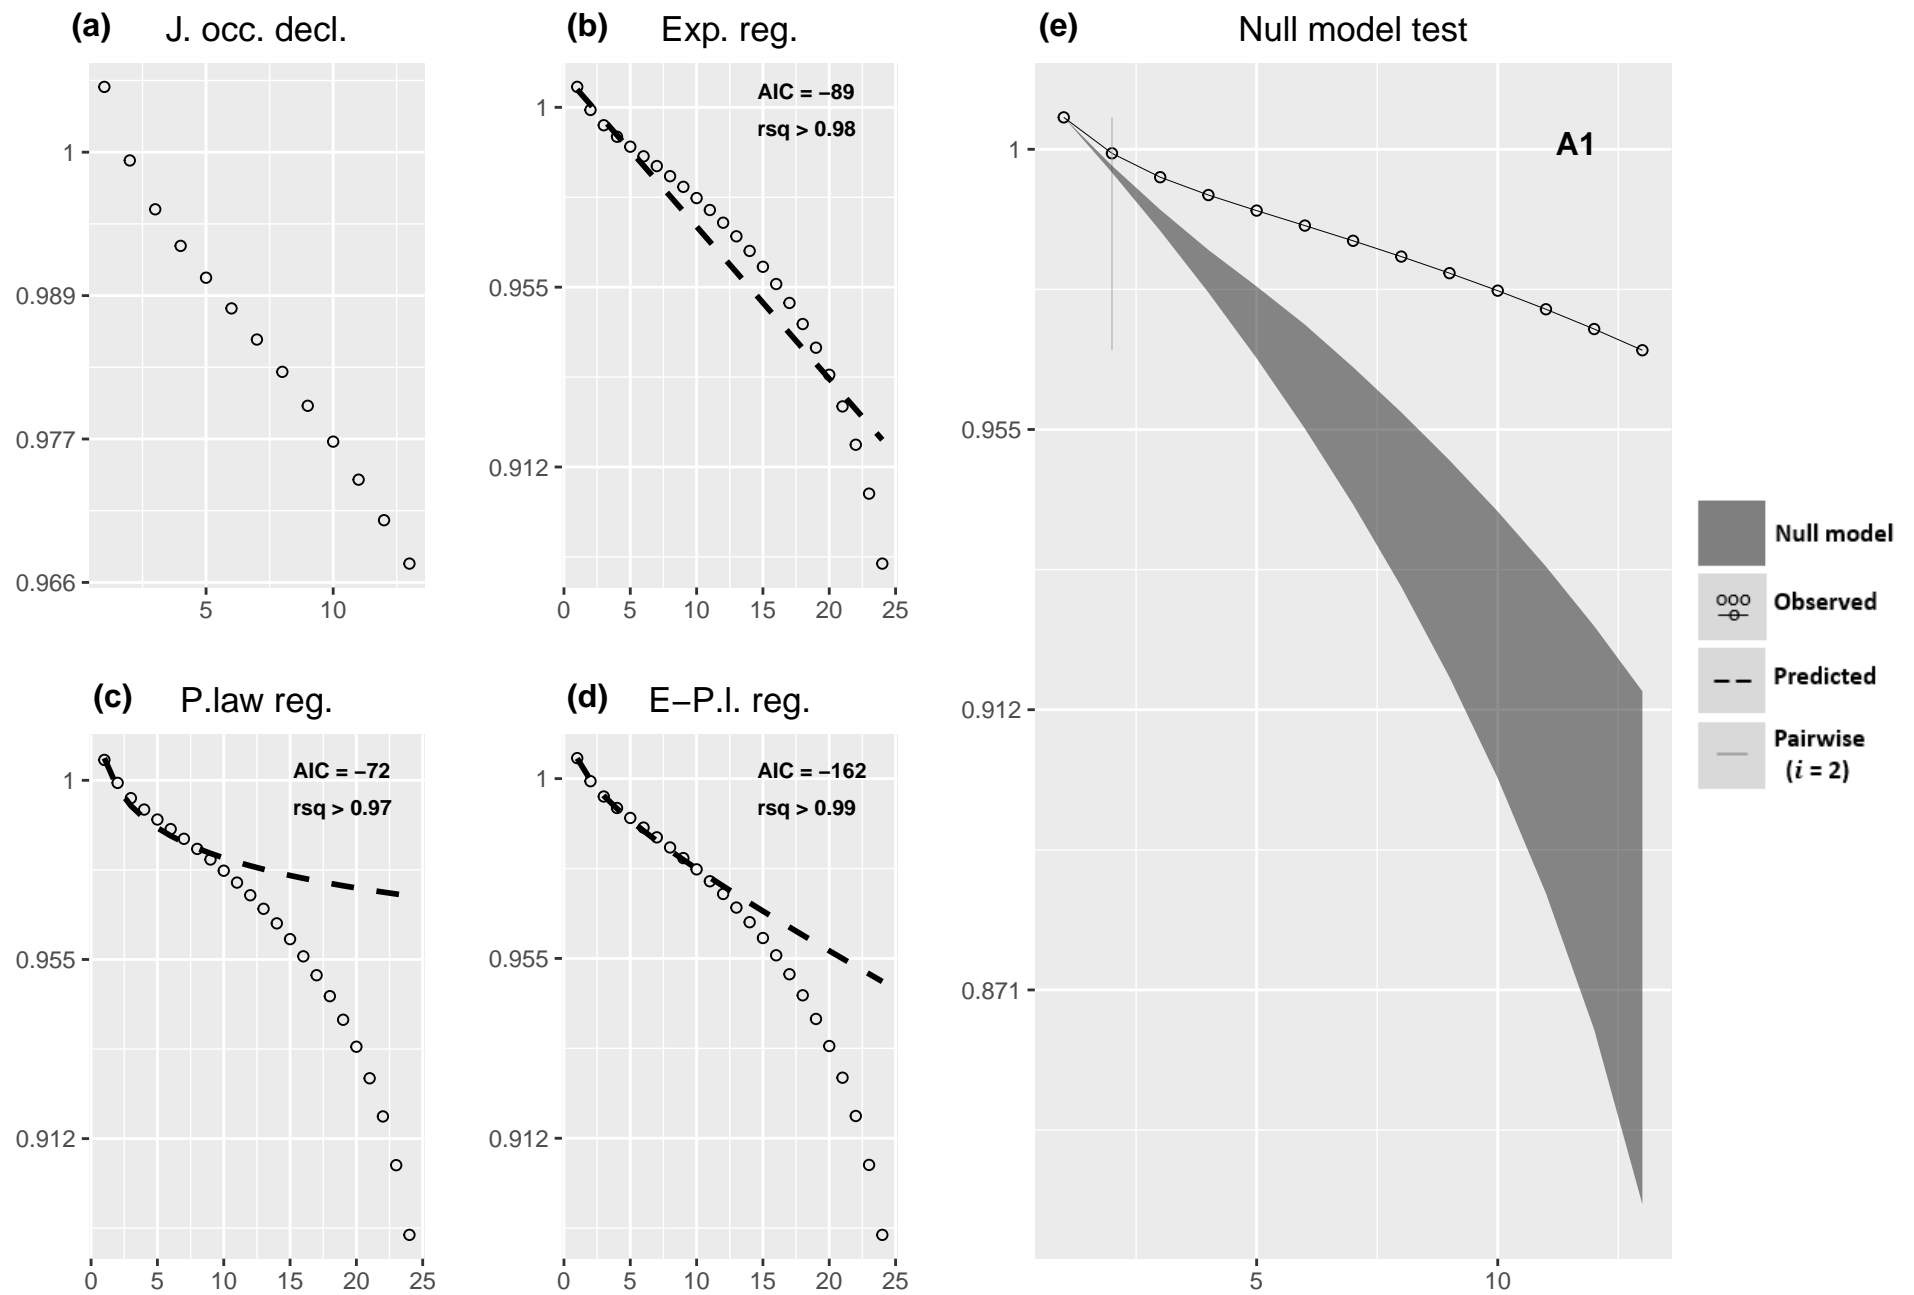 (a) J. occ. decl.
1
0.989
0.977
0.966
5 10
(b) Exp. reg.
AIC = −89
rsq > 0.98
1
0.955
0.912
0 5 10 15 20 25
(c) P.law reg.
AIC = −72
rsq > 0.97
1
0.955
0.912
0 5 10 15 20 25
(d) E−P.l. reg.
AIC = −162
rsq > 0.99
1
0.955
0.912
0 5 10 15 20 25
(e) Null model test
A1
1
0.955
0.912
0.871
5 10
Null model
Observed
Predicted
Pairwise
(i = 2)